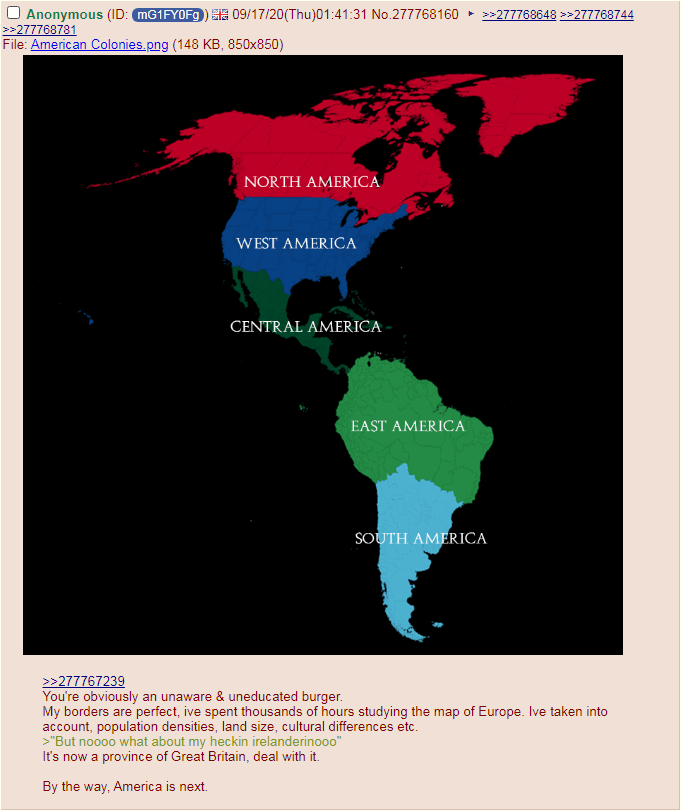 Anonymous (ID: mG1FY0Fg) 09/17/20(Thu)01:41:31 No.277768160 ▸ >>277768648 >>277768744
>>277768781
File: American Colonies.png (148 KB, 850x850)
NORTH AMERICA
WEST AMERICA
CENTRAL AMERICA
EAST AMERICA
SOUTH AMERICA
>>277767239
You're obviously an unaware & uneducated burger.
My borders are perfect, ive spent thousands of hours studying the map of Europe. Ive taken into
account, population densities, land size, cultural differences etc.
>"But noooo what about my heckin irelanderinooo"
It's now a province of Great Britain, deal with it.
By the way, America is next.